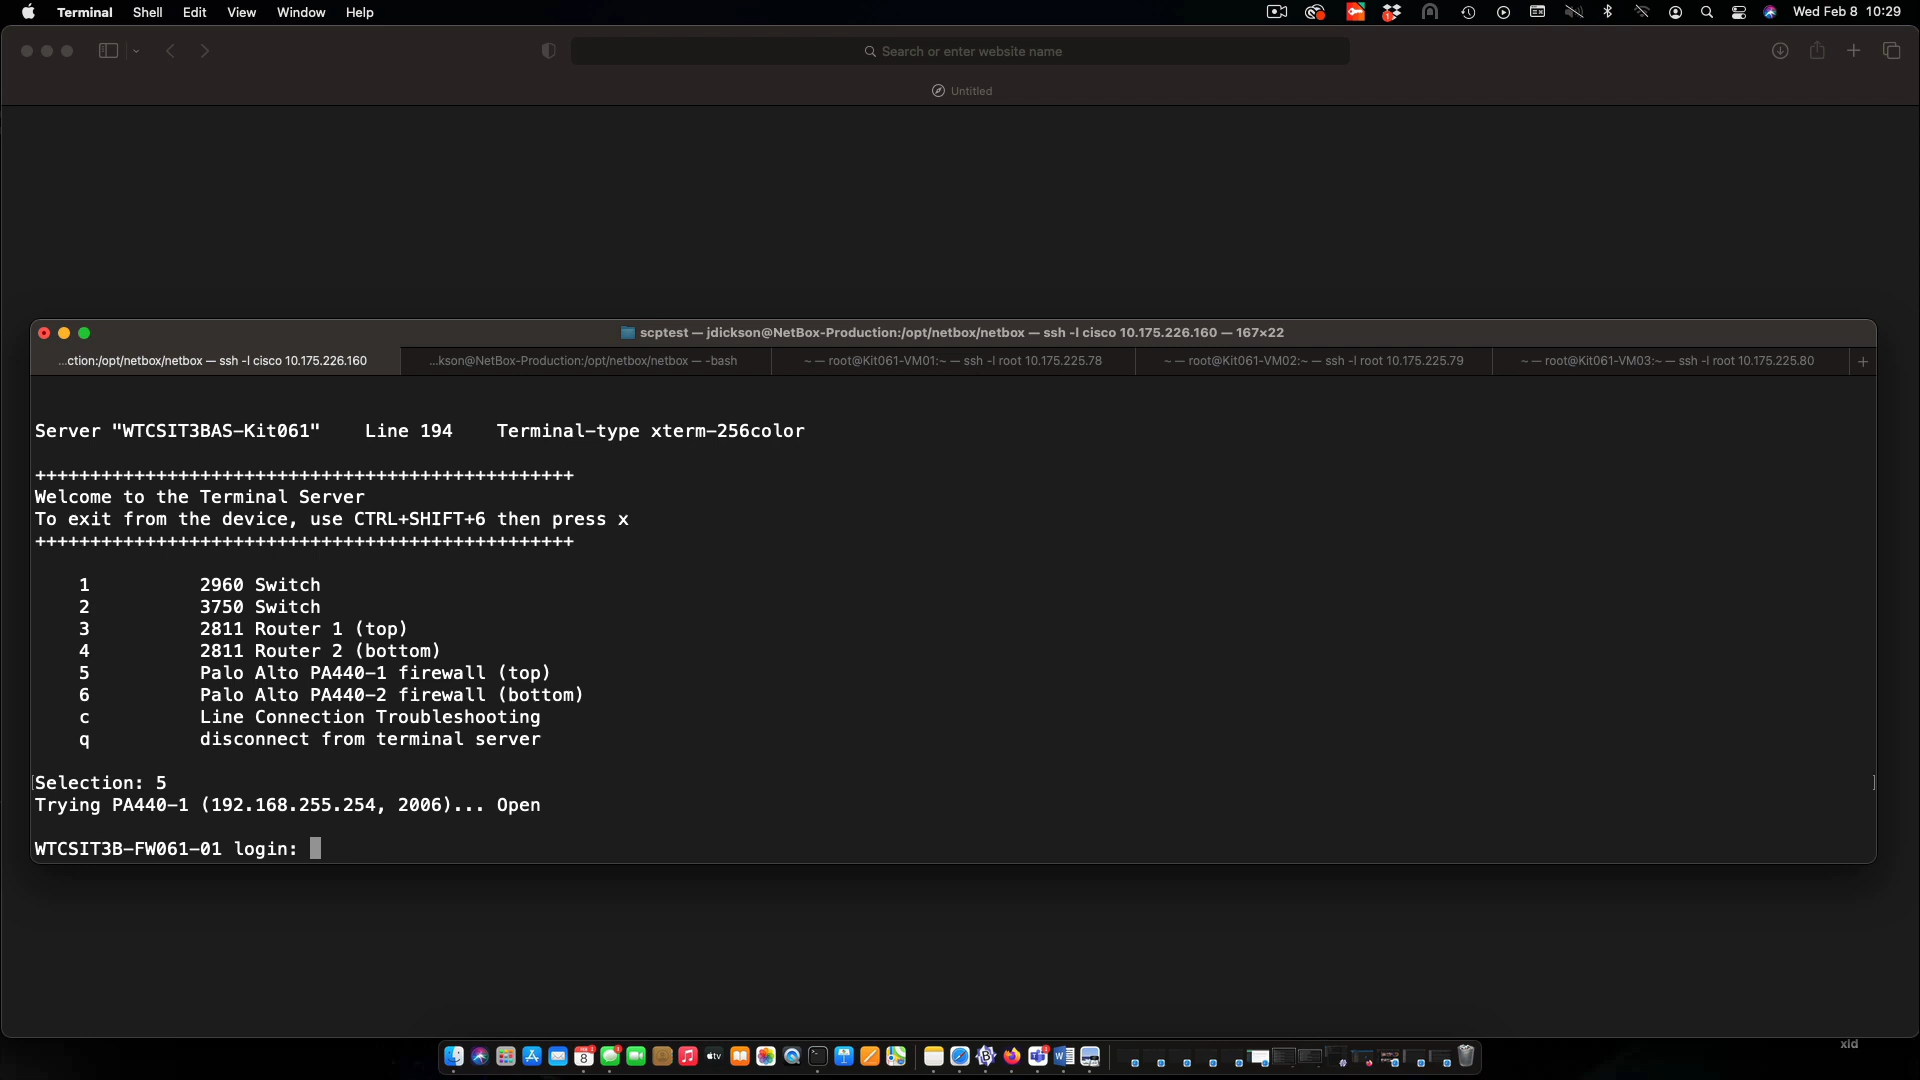 Terminal Shell Edit View Window Help
Wed Feb 8 10:29
Search or enter website name
Untitled
scptest — jdickson@NetBox-Production:/opt/netbox/netbox — ssh -l cisco 10.175.226.160 — 167×22
...ction:/opt/netbox/netbox — ssh -l cisco 10.175.226.160
...kson@NetBox-Production:/opt/netbox/netbox — -bash
~ — root@Kit061-VM01:~ — ssh -l root 10.175.225.78
~ — root@Kit061-VM02:~ — ssh -l root 10.175.225.79
~ — root@Kit061-VM03:~ — ssh -l root 10.175.225.80
Server "WTCSIT3BAS-Kit061" Line 194 Terminal-type xterm-256color
+++++++++++++++++++++++++++++++++++++++++++++++++
Welcome to the Terminal Server
To exit from the device, use CTRL+SHIFT+6 then press x
+++++++++++++++++++++++++++++++++++++++++++++++++
1 2960 Switch
2 3750 Switch
3 2811 Router 1 (top)
4 2811 Router 2 (bottom)
5 Palo Alto PA440-1 firewall (top)
6 Palo Alto PA440-2 firewall (bottom)
c Line Connection Troubleshooting
q disconnect from terminal server
[Selection: 5 ]
Trying PA440-1 (192.168.255.254, 2006)... Open
WTCSIT3B-FW061-01 login:
xld
8
tv